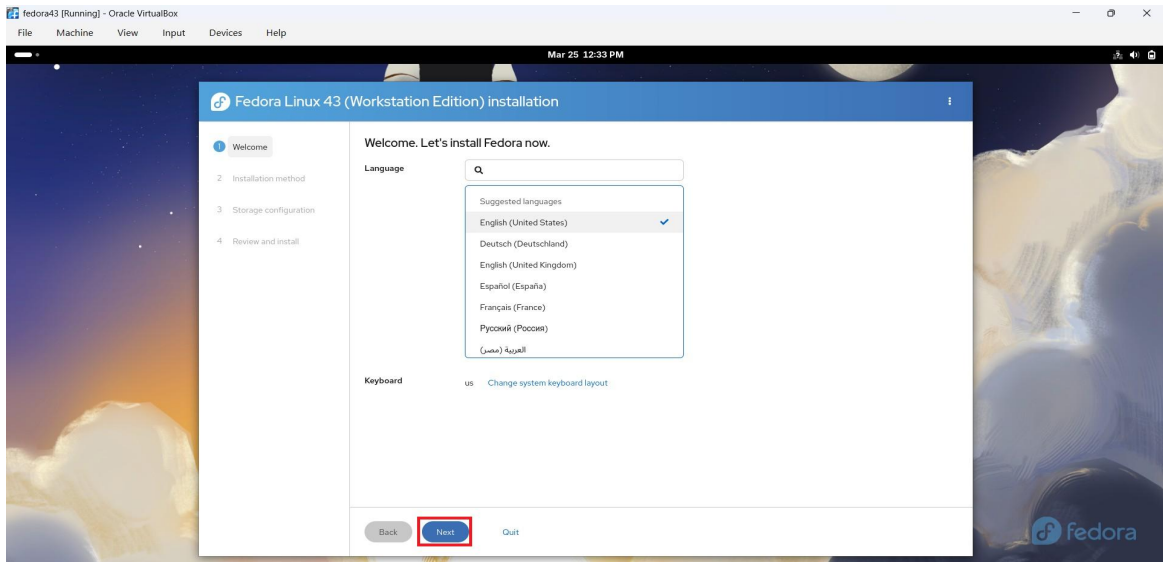 fedora43 [Running] - Oracle VirtualBox
File Machine View Input Devices Help
Mar 25 12:33 PM
Fedora Linux 43 (Workstation Edition) installation
1 Welcome
2 Installation method
3 Storage configuration
4 Review and install
Welcome. Let's install Fedora now.
Language
Suggested languages
English (United States)
Deutsch (Deutschland)
English (United Kingdom)
Español (España)
Français (France)
Русский (Россия)
العربية (مصر)
Keyboard us Change system keyboard layout
Back Next Quit
fedora